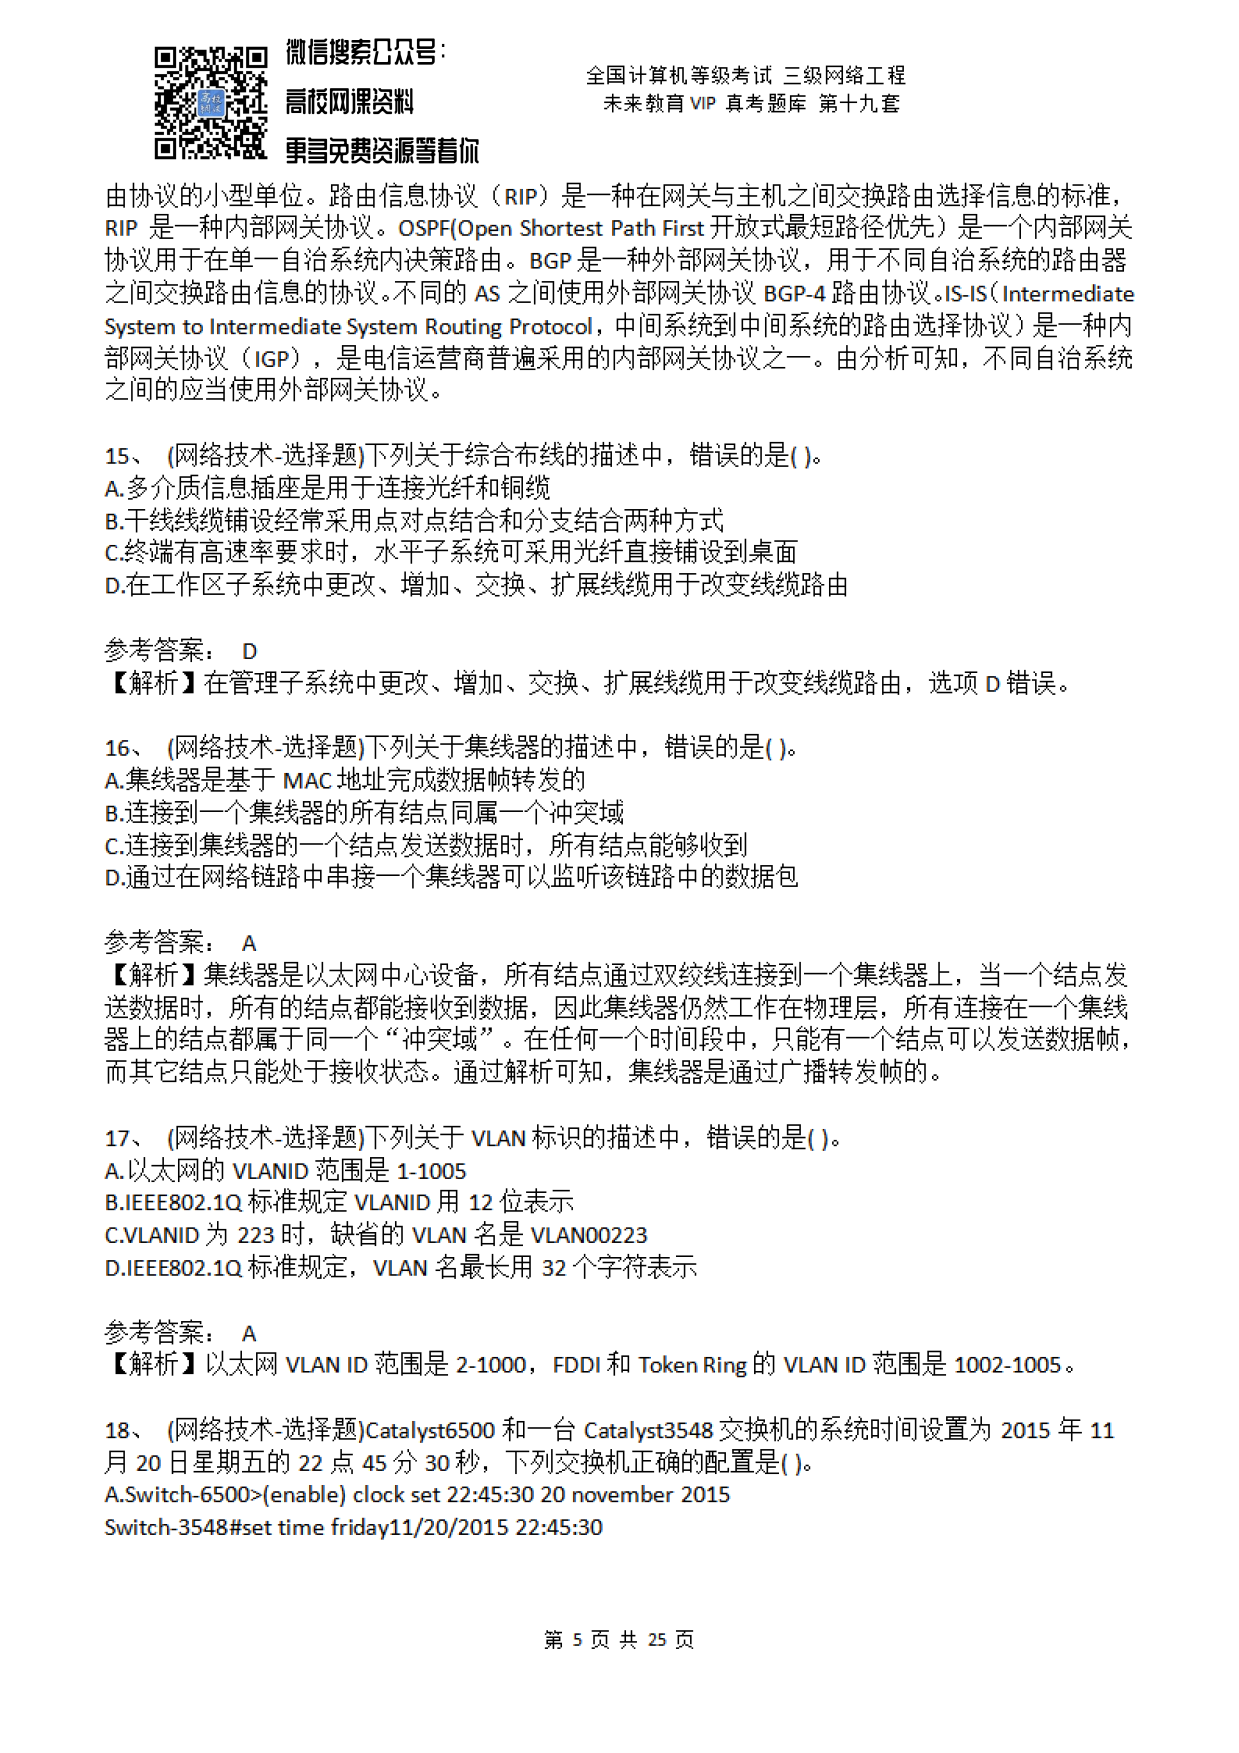 微信搜索公众号:
高校网课资料
更多免费资源等着你
全国计算机等级考试 三级网络工程
未来教育 VIP 真考题库 第十九套
由协议的小型单位。路由信息协议（RIP）是一种在网关与主机之间交换路由选择信息的标准，
RIP 是一种内部网关协议。OSPF(Open Shortest Path First 开放式最短路径优先）是一个内部网关
协议用于在单一自治系统内决策路由。BGP 是一种外部网关协议，用于不同自治系统的路由器
之间交换路由信息的协议。不同的 AS 之间使用外部网关协议 BGP-4 路由协议。IS-IS（Intermediate
System to Intermediate System Routing Protocol，中间系统到中间系统的路由选择协议）是一种内
部网关协议（IGP），是电信运营商普遍采用的内部网关协议之一。由分析可知，不同自治系统
之间的应当使用外部网关协议。
15、 (网络技术-选择题)下列关于综合布线的描述中，错误的是( )。
A.多介质信息插座是用于连接光纤和铜缆
B.干线线缆铺设经常采用点对点结合和分支结合两种方式
C.终端有高速率要求时，水平子系统可采用光纤直接铺设到桌面
D.在工作区子系统中更改、增加、交换、扩展线缆用于改变线缆路由
参考答案： D
【解析】在管理子系统中更改、增加、交换、扩展线缆用于改变线缆路由，选项 D 错误。
16、 (网络技术-选择题)下列关于集线器的描述中，错误的是( )。
A.集线器是基于 MAC 地址完成数据帧转发的
B.连接到一个集线器的所有结点同属一个冲突域
C.连接到集线器的一个结点发送数据时，所有结点能够收到
D.通过在网络链路中串接一个集线器可以监听该链路中的数据包
参考答案： A
【解析】集线器是以太网中心设备，所有结点通过双绞线连接到一个集线器上，当一个结点发
送数据时，所有的结点都能接收到数据，因此集线器仍然工作在物理层，所有连接在一个集线
器上的结点都属于同一个“冲突域”。在任何一个时间段中，只能有一个结点可以发送数据帧，
而其它结点只能处于接收状态。通过解析可知，集线器是通过广播转发帧的。
17、 (网络技术-选择题)下列关于 VLAN 标识的描述中，错误的是( )。
A.以太网的 VLANID 范围是 1-1005
B.IEEE802.1Q 标准规定 VLANID 用 12 位表示
C.VLANID 为 223 时，缺省的 VLAN 名是 VLAN00223
D.IEEE802.1Q 标准规定，VLAN 名最长用 32 个字符表示
参考答案： A
【解析】以太网 VLAN ID 范围是 2-1000，FDDI 和 Token Ring 的 VLAN ID 范围是 1002-1005。
18、 (网络技术-选择题)Catalyst6500 和一台 Catalyst3548 交换机的系统时间设置为 2015 年 11
月 20 日星期五的 22 点 45 分 30 秒，下列交换机正确的配置是( )。
A.Switch-6500>(enable) clock set 22:45:30 20 november 2015
Switch-3548#set time friday11/20/2015 22:45:30
第 5 页 共 25 页